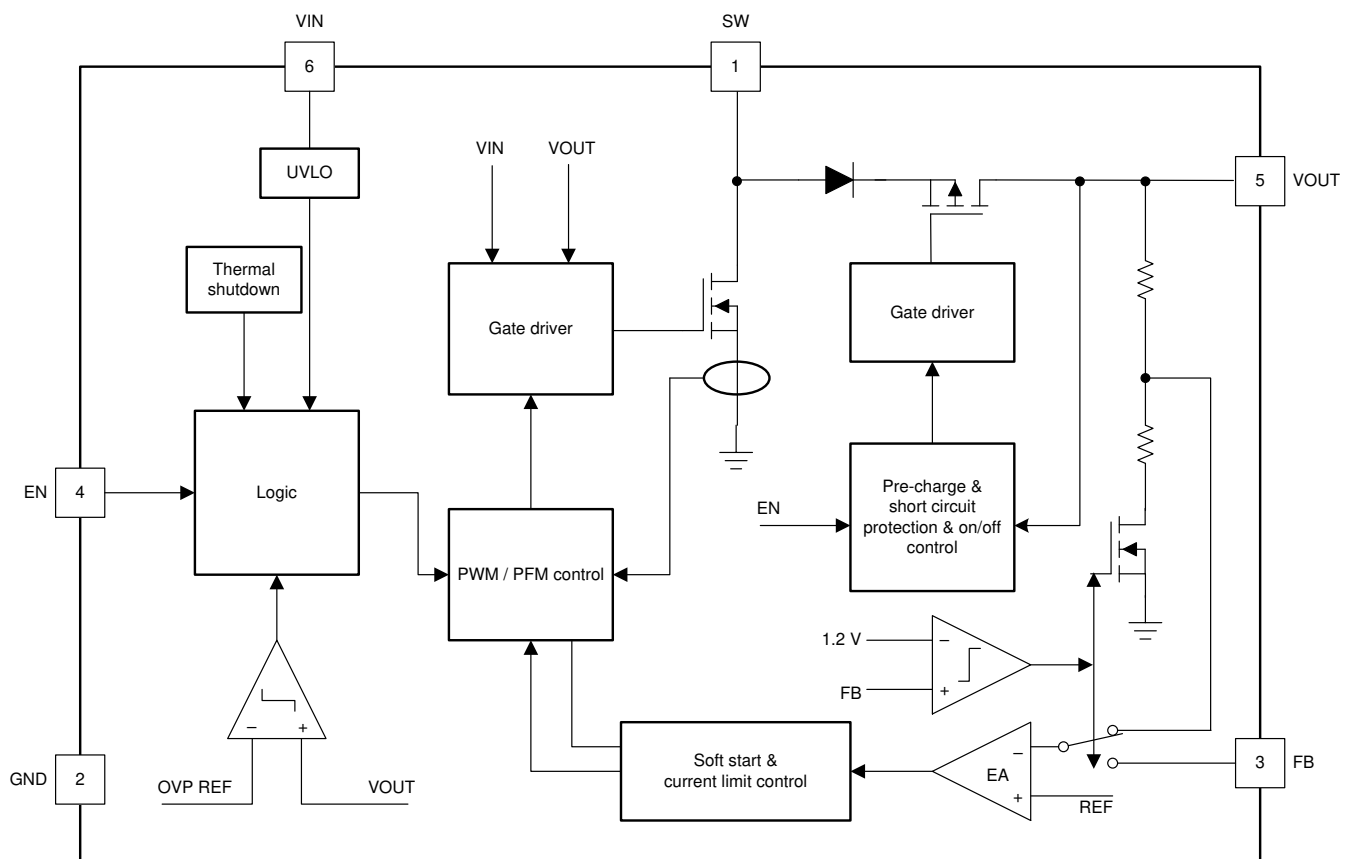 VIN
SW
6
1
UVLO
VIN
VOUT
5
VOUT
Thermal
shutdown
Gate driver
Gate driver
EN
4
Logic
Pre-charge &
short circuit
protection & on/off
control
EN
PWM / PFM control
1.2 V
−
FB
+
−
+
Soft start &
current limit control
−
EA
+
REF
GND
2
OVP REF
VOUT
3
FB